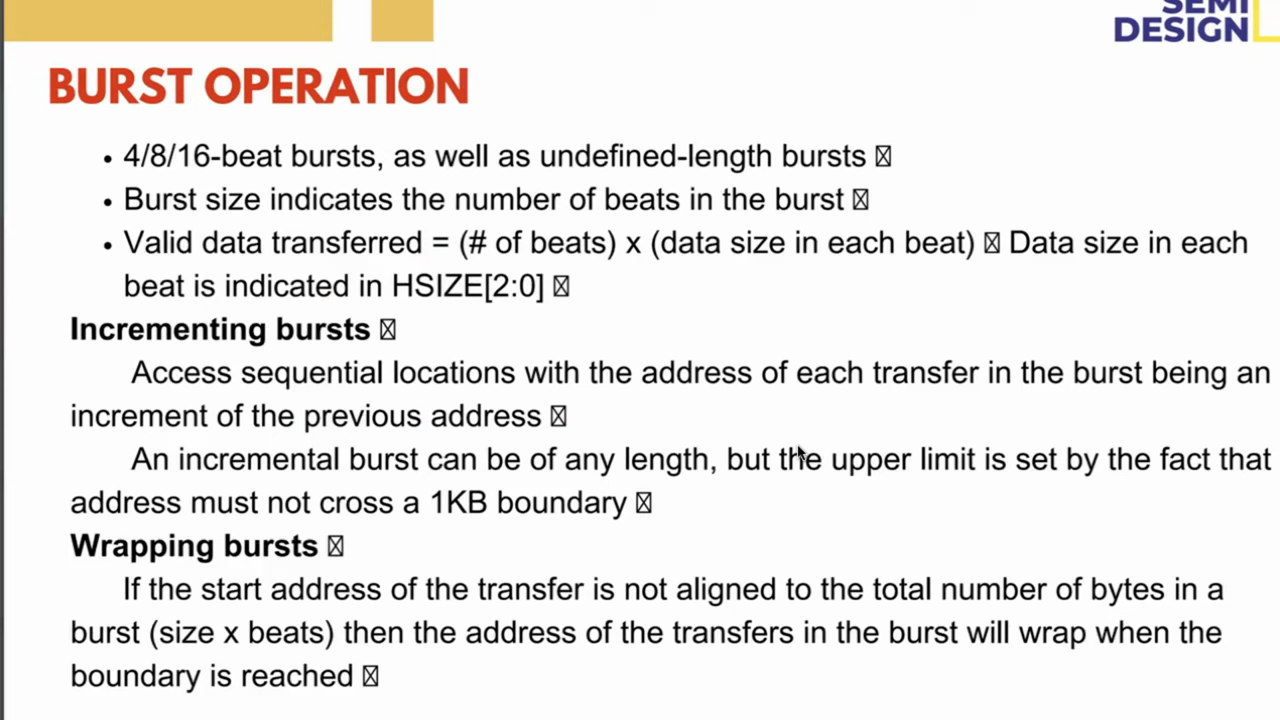 SEMI
DESIGN
BURST OPERATION
• 4/8/16-beat bursts, as well as undefined-length bursts 
• Burst size indicates the number of beats in the burst 
• Valid data transferred = (# of beats) x (data size in each beat)  Data size in each
beat is indicated in HSIZE[2:0] 
Incrementing bursts 
Access sequential locations with the address of each transfer in the burst being an
increment of the previous address 
An incremental burst can be of any length, but the upper limit is set by the fact that
address must not cross a 1KB boundary 
Wrapping bursts 
If the start address of the transfer is not aligned to the total number of bytes in a
burst (size x beats) then the address of the transfers in the burst will wrap when the
boundary is reached